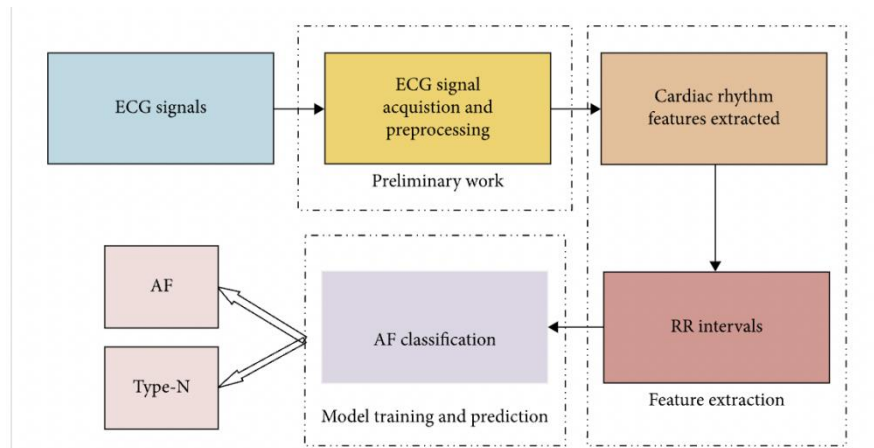 ECG signals
ECG signal
acquistion and
preprocessing
Preliminary work
Cardiac rhythm
features extracted
RR intervals
Feature extraction
AF classification
Model training and prediction
AF
Type-N